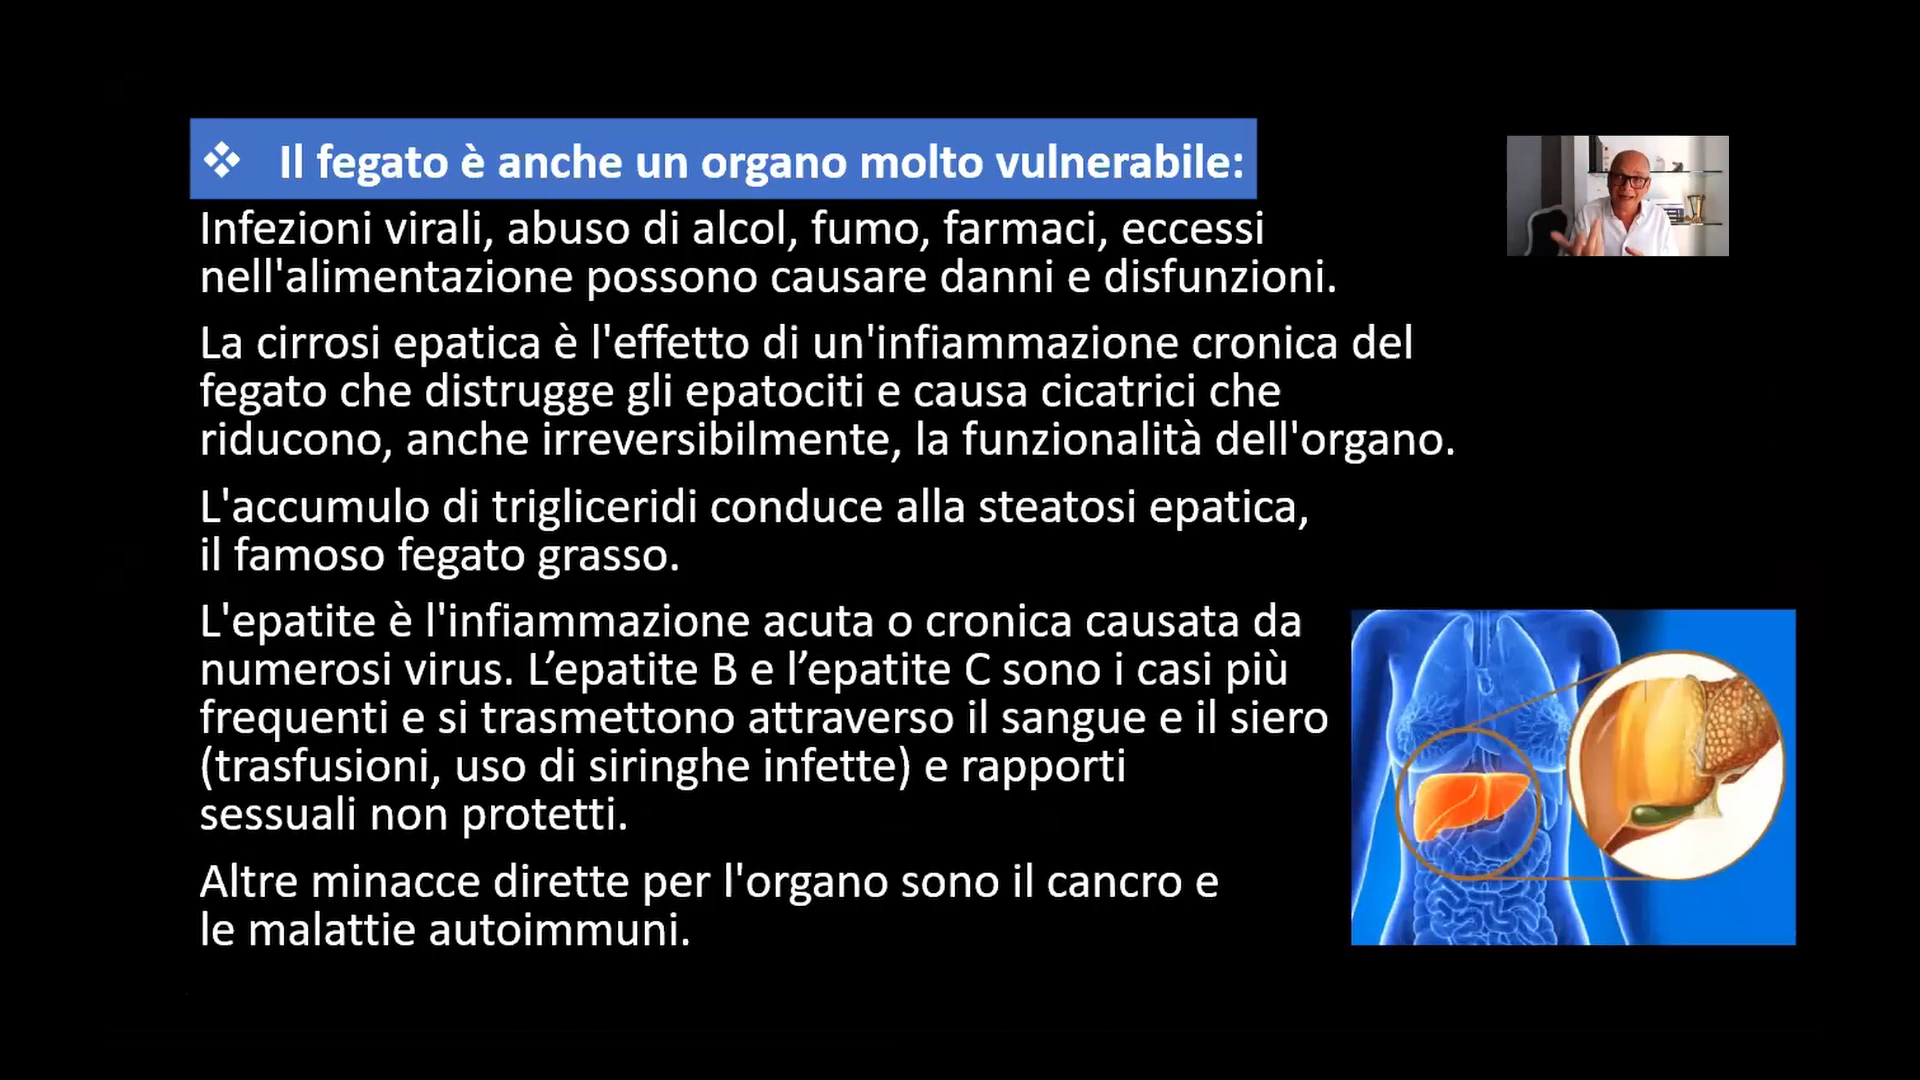 ❖ Il fegato è anche un organo molto vulnerabile:
Infezioni virali, abuso di alcol, fumo, farmaci, eccessi
nell'alimentazione possono causare danni e disfunzioni.
La cirrosi epatica è l'effetto di un'infiammazione cronica del
fegato che distrugge gli epatociti e causa cicatrici che
riducono, anche irreversibilmente, la funzionalità dell'organo.
L'accumulo di trigliceridi conduce alla steatosi epatica,
il famoso fegato grasso.
L'epatite è l'infiammazione acuta o cronica causata da
numerosi virus. L’epatite B e l’epatite C sono i casi più
frequenti e si trasmettono attraverso il sangue e il siero
(trasfusioni, uso di siringhe infette) e rapporti
sessuali non protetti.
Altre minacce dirette per l'organo sono il cancro e
le malattie autoimmuni.